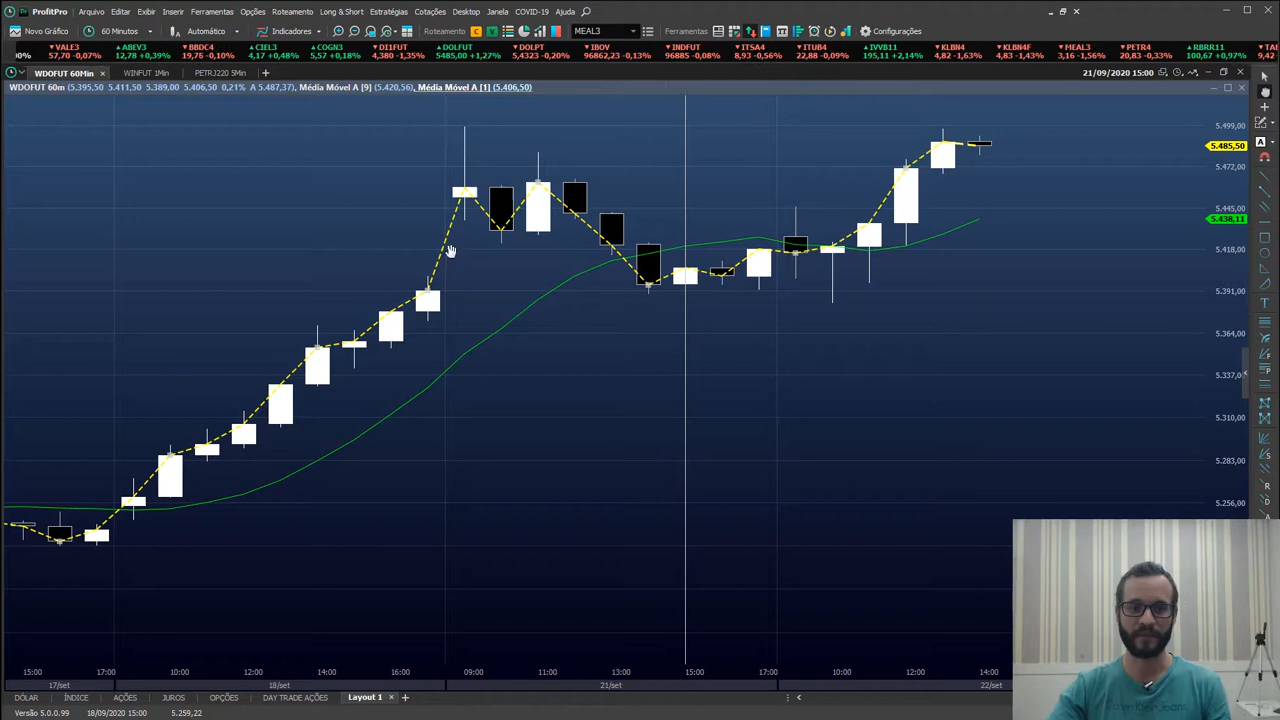 ProfitPro Arquivo Editar Exibir Inserir Ferramentas Opções Roteamento Long & Short Estratégias Cotações Desktop Janela COVID-19 Ajuda
Novo Gráfico 60 Minutos Automático Indicadores Roteamento C V MEAL3 Ferramentas Configurações
VALE3 ABEV3 BBDC4 CIEL3 COGN3 DI1FUT DOLFUT DOLPT IBOV INDFUT ITSA4 ITUB4 IVVB11 KLBN4 KLBN4F MEAL3 PETR4 RBRR11 TAE
00% 57,70 -0,07% 12,78 +0,39% 19,75 -0,10% 4,17 +0,48% 6,57 +0,18% 4,380 -1,35% 5485,00 +1,27% 5,4323 -0,20% 96862,23 -0,13% 96885 -0,08% 8,93 -0,56% 22,88 -0,09% 195,11 +2,14% 4,82 -1,63% 4,83 -1,43% 3,58 -0,56% 20,83 -0,33% 100,67 +0,97% 9,42
WDOFUT 60Min WINFUT 1Min PETRJ220 5Min 21/09/2020 15:00
WDOFUT 60m (5.395,50 5.411,50 5.389,00 5.406,50 0,21% A 5.487,37), Média Móvel A [9] (5.420,56), Média Móvel A [1] (5.406,50)
5.499,00
5.485,50
5.472,00
5.445,00
5.438,11
5.418,00
5.391,00
5.364,00
5.337,00
5.310,00
5.283,00
5.256,00
15:00 17:00 10:00 12:00 14:00 16:00 09:00 11:00 13:00 15:00 17:00 10:00 12:00 14:00
17/set 18/set 21/set 22/set
DÓLAR ÍNDICE AÇÕES JUROS OPÇÕES DAY TRADE AÇÕES Layout 1
Versão 5.0.0.99 18/09/2020 15:00 5.259,22